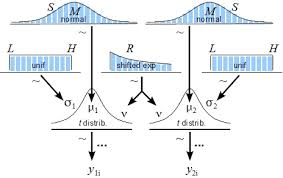 S M S
normal normal
~ ~
L H R L H
unif shifted exp unif
~ ~ ~
σ1 μ1 ν ν μ2 σ2
t distrib. t distrib.
~ ... ~ ...
y1i y2i